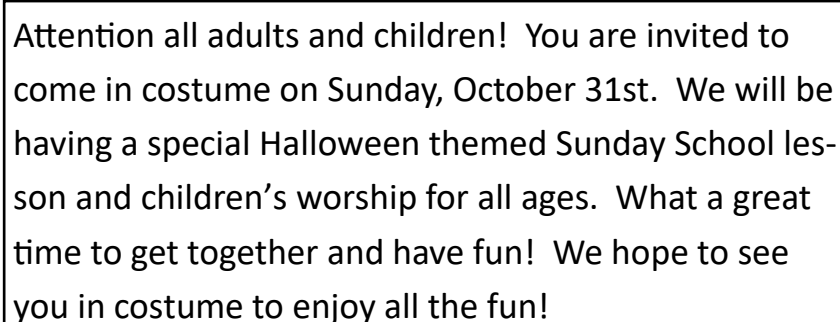 Attention all adults and children!  You are invited to
come in costume on Sunday, October 31st.  We will be
having a special Halloween themed Sunday School les-
son and children’s worship for all ages.  What a great
time to get together and have fun!  We hope to see
you in costume to enjoy all the fun!